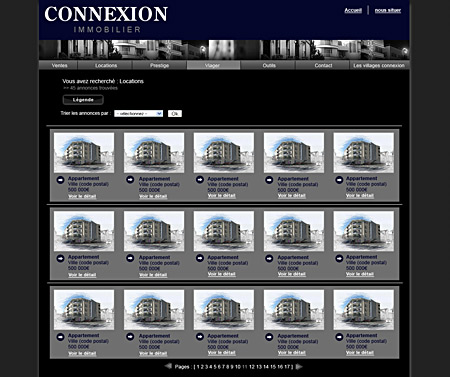 CONNEXION
IMMOBILIER
Accueil | nous situer
Ventes Locations Prestige Viager Outils Contact Les villages connexion
Vous avez recherché : Locations
>> 45 annonces trouvées
Légende
Trier les annonces par -- sélectionnez -- Ok
Appartement Appartement Appartement Appartement Appartement
Ville (code postal) Ville (code postal) Ville (code postal) Ville (code postal) Ville (code postal)
500 000€ 500 000€ 500 000€ 500 000€ 500 000€
Voir le détail Voir le détail Voir le détail Voir le détail Voir le détail
Appartement Appartement Appartement Appartement Appartement
Ville (code postal) Ville (code postal) Ville (code postal) Ville (code postal) Ville (code postal)
500 000€ 500 000€ 500 000€ 500 000€ 500 000€
Voir le détail Voir le détail Voir le détail Voir le détail Voir le détail
Appartement Appartement Appartement Appartement Appartement
Ville (code postal) Ville (code postal) Ville (code postal) Ville (code postal) Ville (code postal)
500 000€ 500 000€ 500 000€ 500 000€ 500 000€
Voir le détail Voir le détail Voir le détail Voir le détail Voir le détail
Pages : [ 1 2 3 4 5 6 7 8 9 10 11 12 13 14 15 16 17 ]